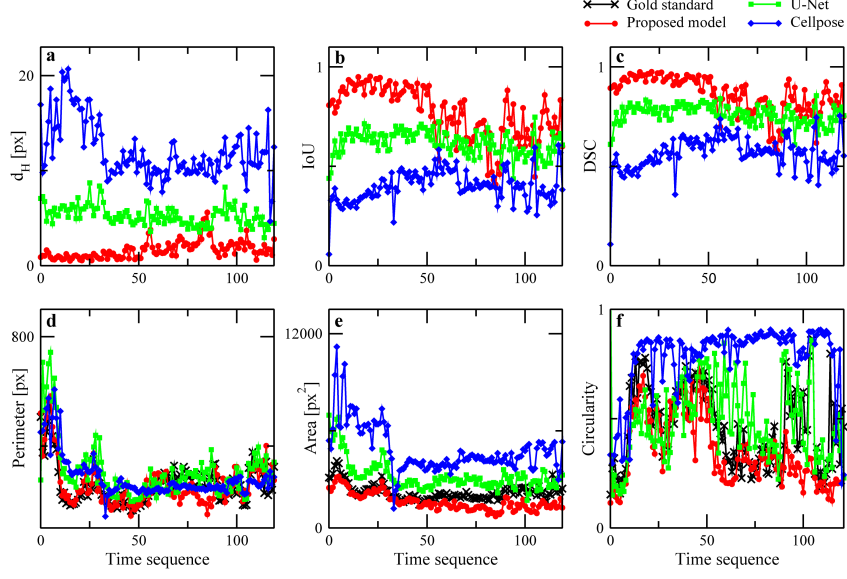 Gold standard
U-Net
Proposed model
Cellpose
a
20
0
d_H [px]
0 50 100
b
1
0
IoU
0 50 100
c
1
0
DSC
0 50 100
d
800
0
Perimeter [px]
0 50 100
Time sequence
e
12000
0
Area [px²]
0 50 100
Time sequence
f
1
0
Circularity
0 50 100
Time sequence